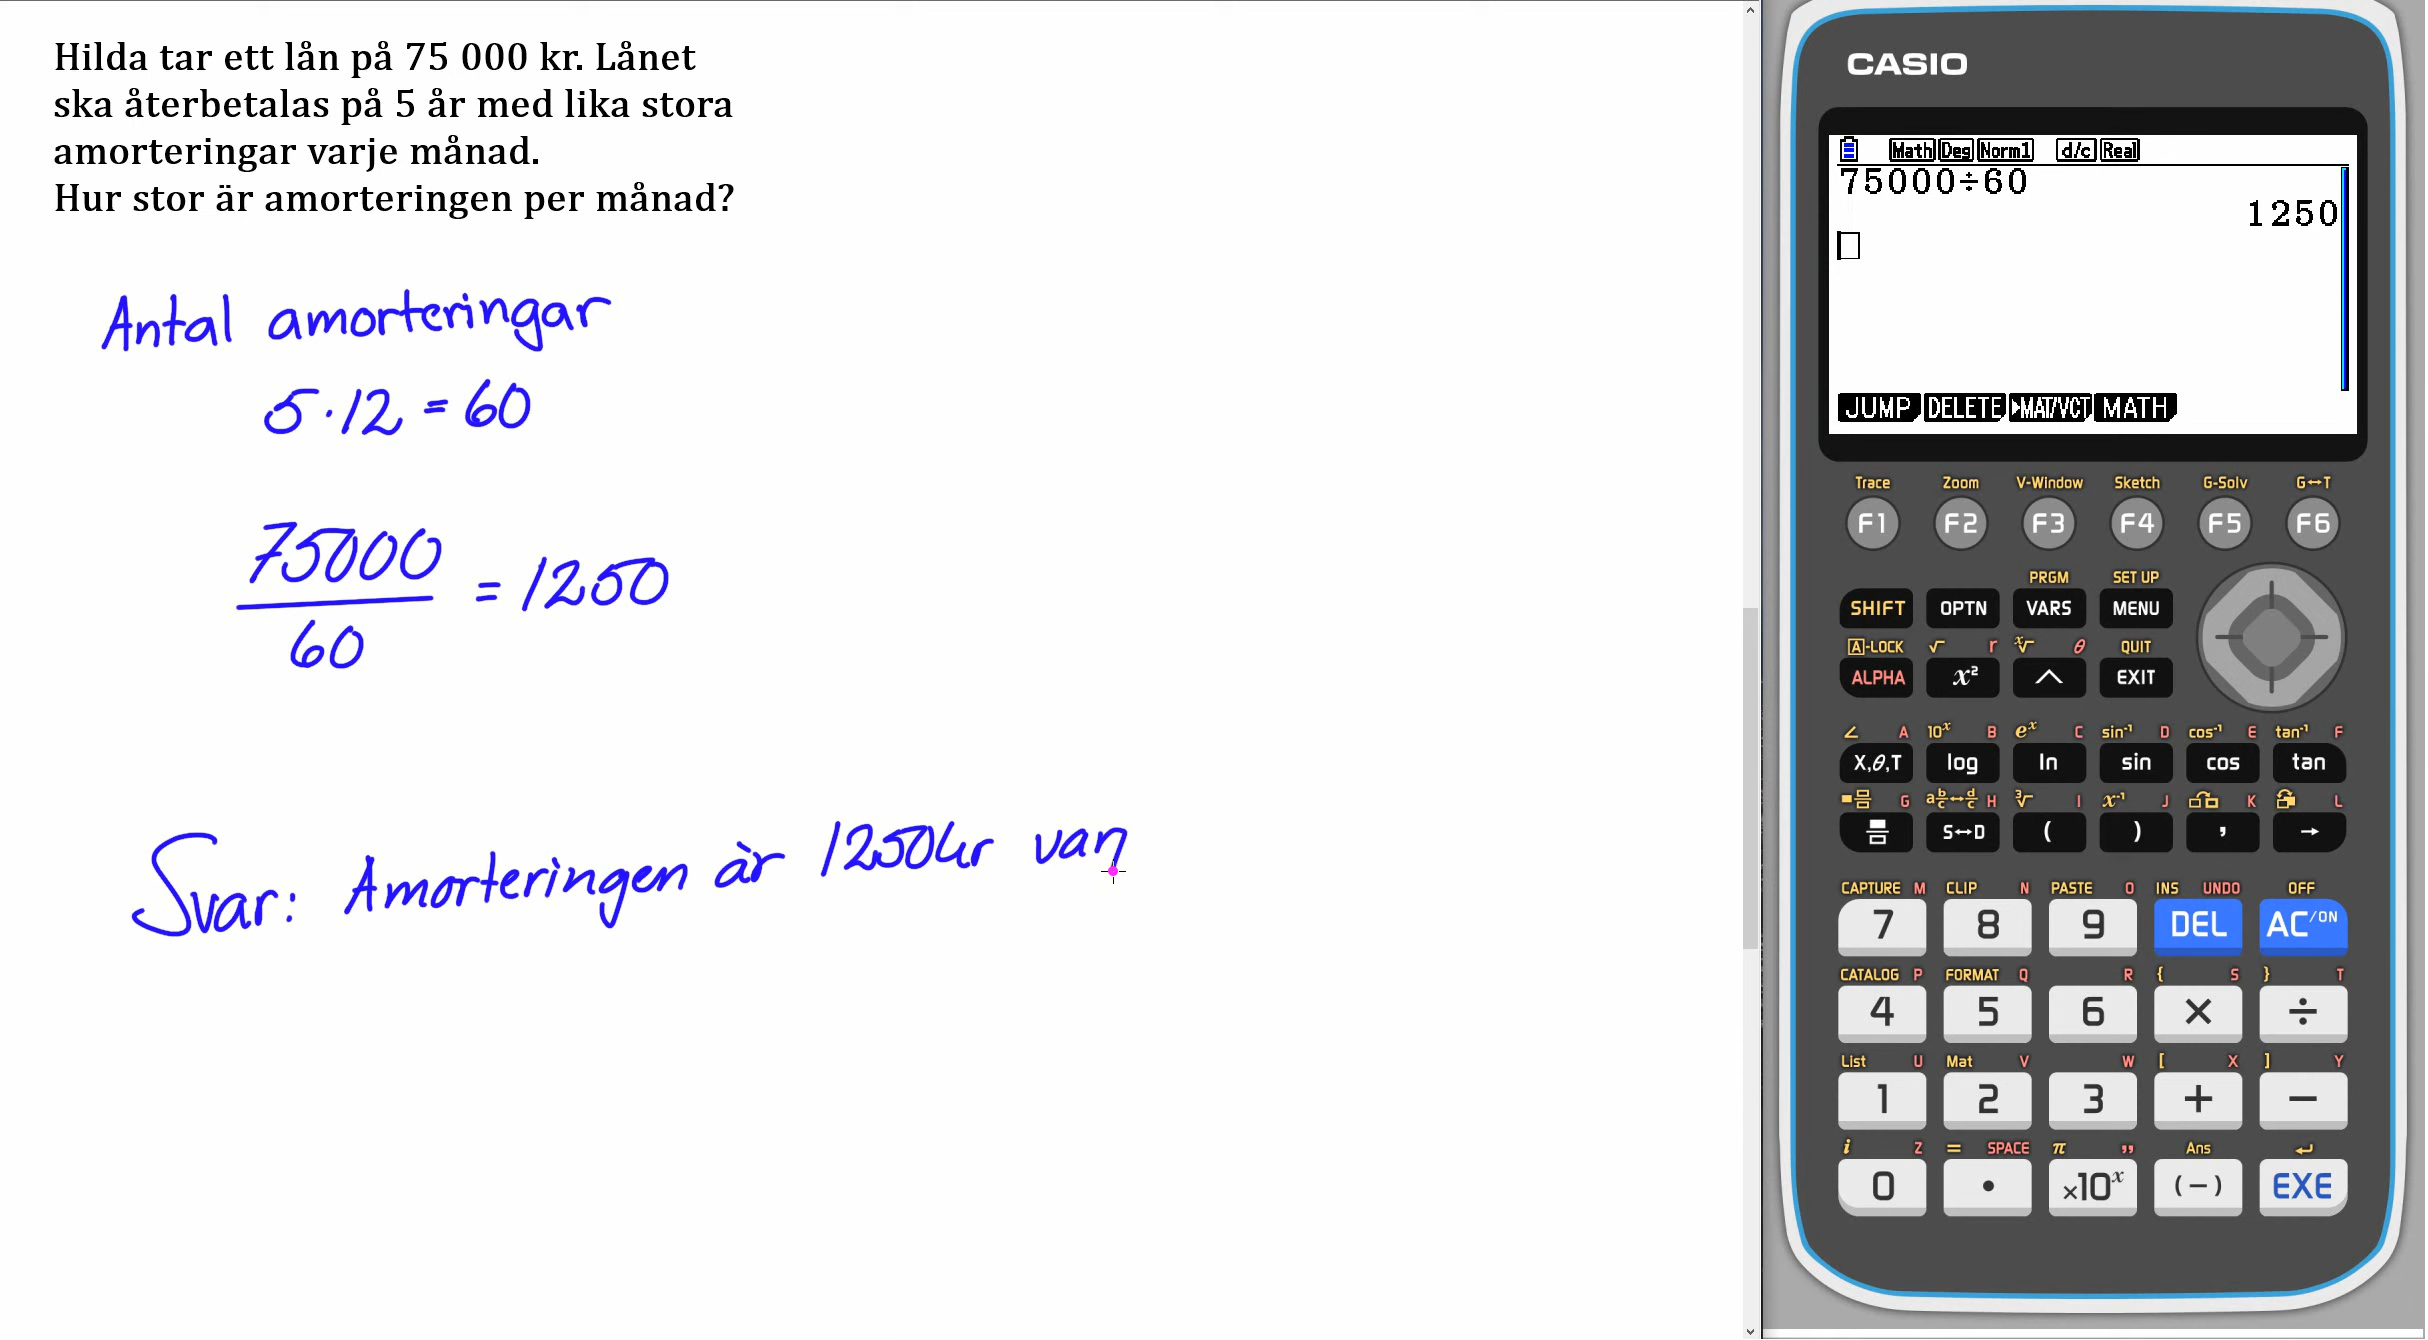 Hilda tar ett lån på 75 000 kr. Lånet
ska återbetalas på 5 år med lika stora
amorteringar varje månad.
Hur stor är amorteringen per månad?
Antal amorteringar
5·12 = 60
75000
60
= 1250
Svar: Amorteringen är 1250kr van
CASIO
Math Deg Norm1 d/c Real
75000÷60
1250
JUMP DELETE ▶MAT/VCT MATH
Trace Zoom V-Window Sketch G-Solv G↔T
F1 F2 F3 F4 F5 F6
PRGM SET UP
SHIFT OPTN VARS MENU
A-LOCK √ r ˣ√ θ QUIT
ALPHA x² ^ EXIT
∠ A 10ˣ B eˣ C sin⁻¹ D cos⁻¹ E tan⁻¹ F
X,θ,T log ln sin cos tan
G a b/c↔d/c H ³√ I x⁻¹ J K L
S↔D ( ) , →
CAPTURE M CLIP N PASTE O INS UNDO OFF
7 8 9 DEL AC/ON
CATALOG P FORMAT Q R { S } T
4 5 6 × ÷
List U Mat V W [ X ] Y
1 2 3 + −
i Z = SPACE π " Ans ↵
0 • ×10ˣ (−) EXE